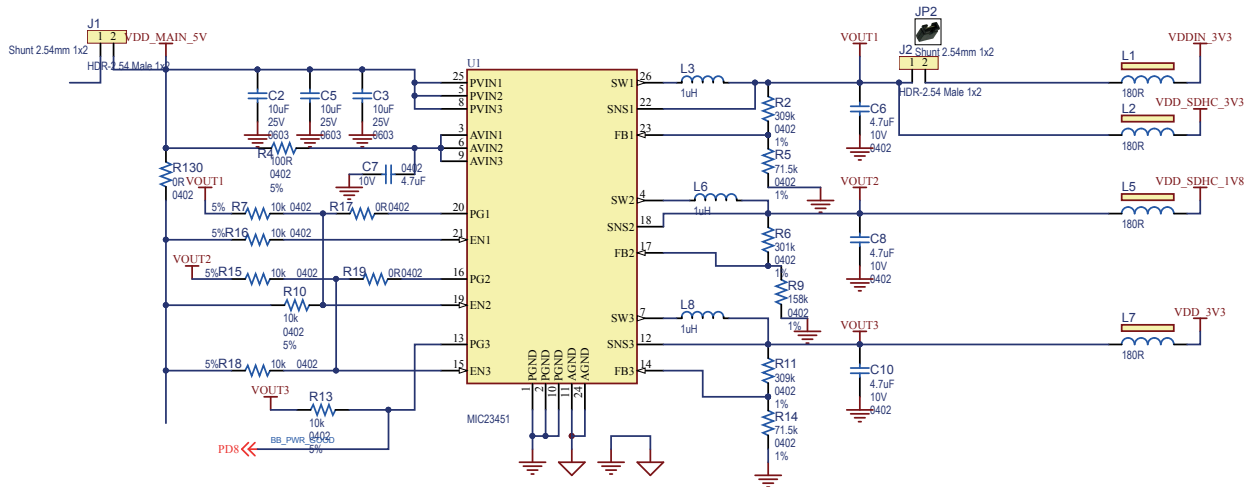 J1
1 2
VDD_MAIN_5V
Shunt 2.54mm 1x2
HDR-2.54 Male 1x2
C2
10uF
25V
0603
C5
10uF
25V
0603
C3
10uF
25V
0603
R4
100R
0402
5%
C7
10V
0402
4.7uF
R130
0R
0402
VOUT1
5% R7 10k 0402
R17 0R0402
5% R16 10k 0402
VOUT2
5% R15 10k 0402
R19 0R0402
R10
10k
0402
5%
5% R18 10k 0402
VOUT3
R13
10k
0402
5%
PD8
BB_PWR_GOOD
U1
25 PVIN1
5 PVIN2
8 PVIN3
3 AVIN1
6 AVIN2
9 AVIN3
20 PG1
21 EN1
16 PG2
19 EN2
13 PG3
15 EN3
SW1 26
SNS1 22
FB1 23
SW2 4
SNS2 18
FB2 17
SW3 7
SNS3 12
FB3 14
PGND 1
PGND 2
PGND 10
AGND 11
AGND 24
MIC23451
L3
1uH
R2
309k
0402
1%
R5
71.5k
0402
1%
VOUT1
C6
4.7uF
10V
0402
JP2
Shunt 2.54mm 1x2
J2
1 2
HDR-2.54 Male 1x2
VDDIN_3V3
L1
180R
VDD_SDHC_3V3
L2
180R
L6
1uH
R6
301k
0402
1%
R9
158k
0402
1%
VOUT2
C8
4.7uF
10V
0402
VDD_SDHC_1V8
L5
180R
L8
1uH
R11
309k
0402
1%
R14
71.5k
0402
1%
VOUT3
C10
4.7uF
10V
0402
VDD_3V3
L7
180R